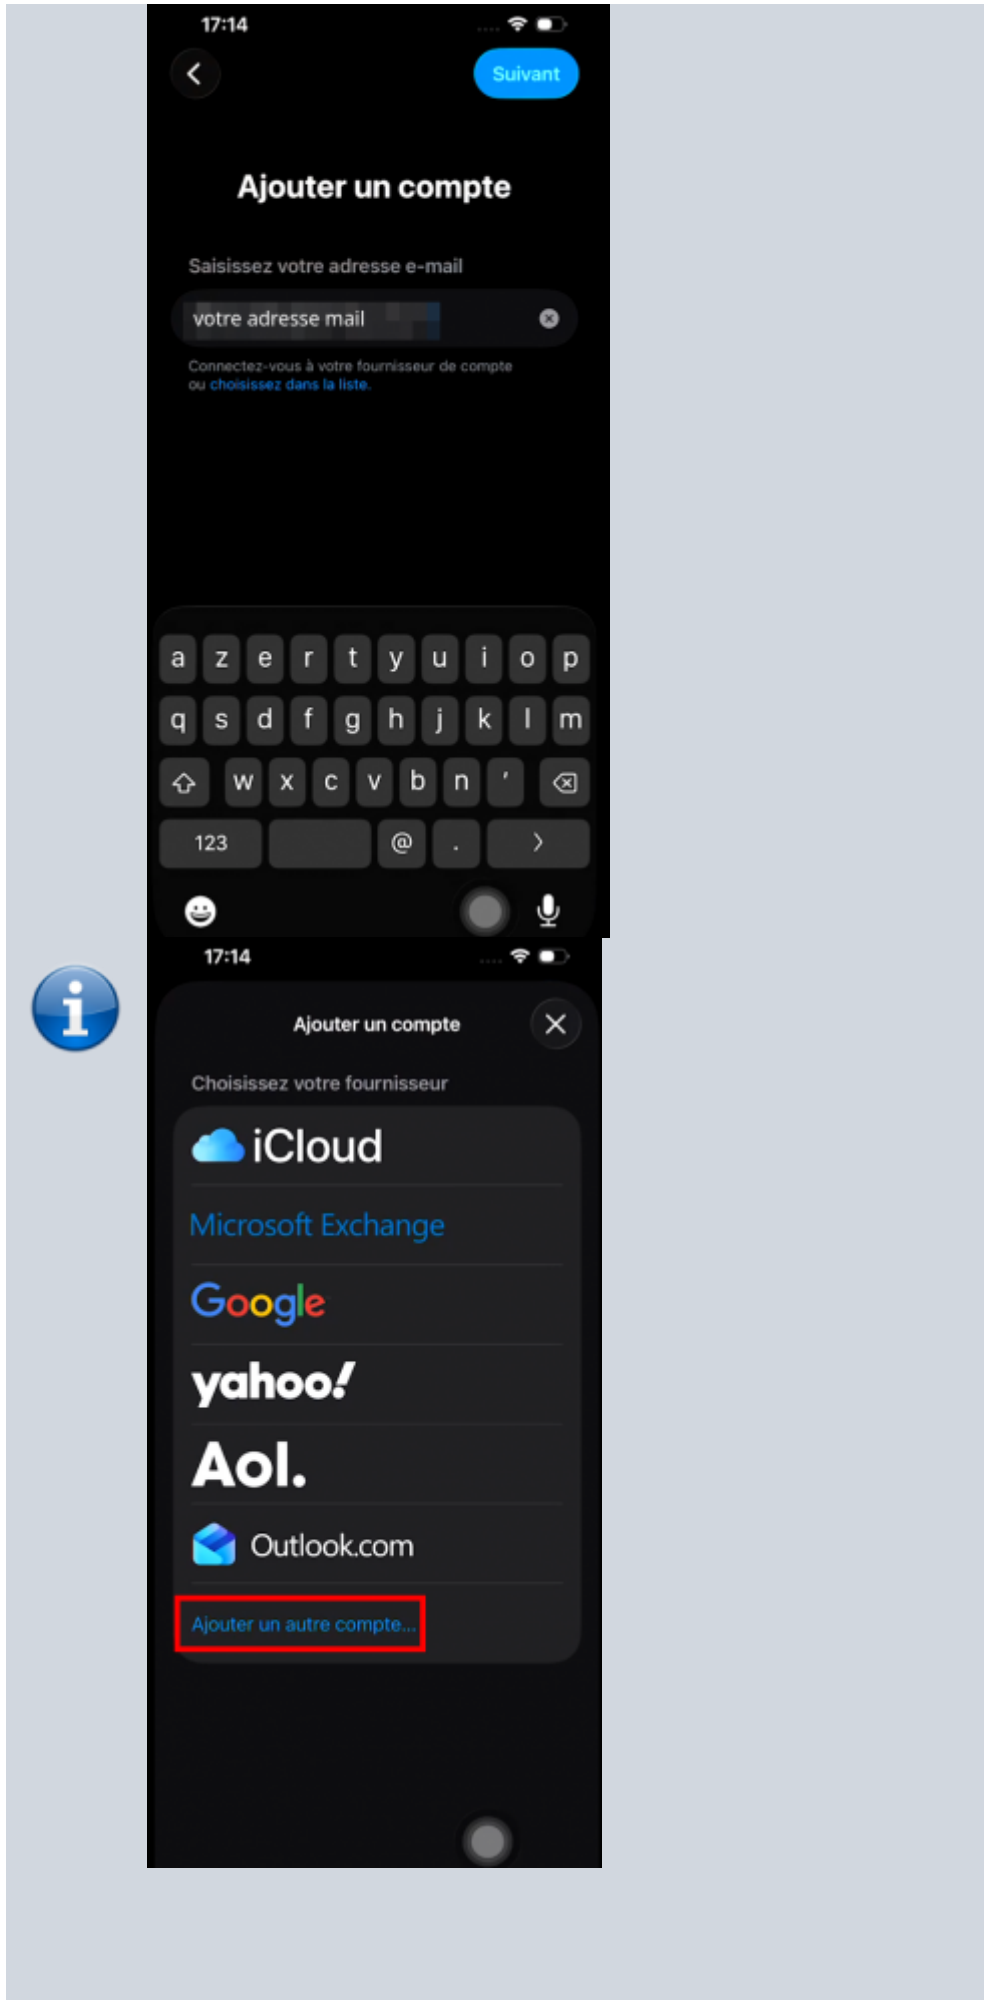 17:14
Suivant
Ajouter un compte
Saisissez votre adresse e-mail
votre adresse mail
Connectez-vous à votre fournisseur de compte
ou choisissez dans la liste.
a z e r t y u i o p
q s d f g h j k l m
w x c v b n '
123 @ .
17:14
Ajouter un compte
Choisissez votre fournisseur
iCloud
Microsoft Exchange
Google
yahoo!
Aol.
Outlook.com
Ajouter un autre compte...